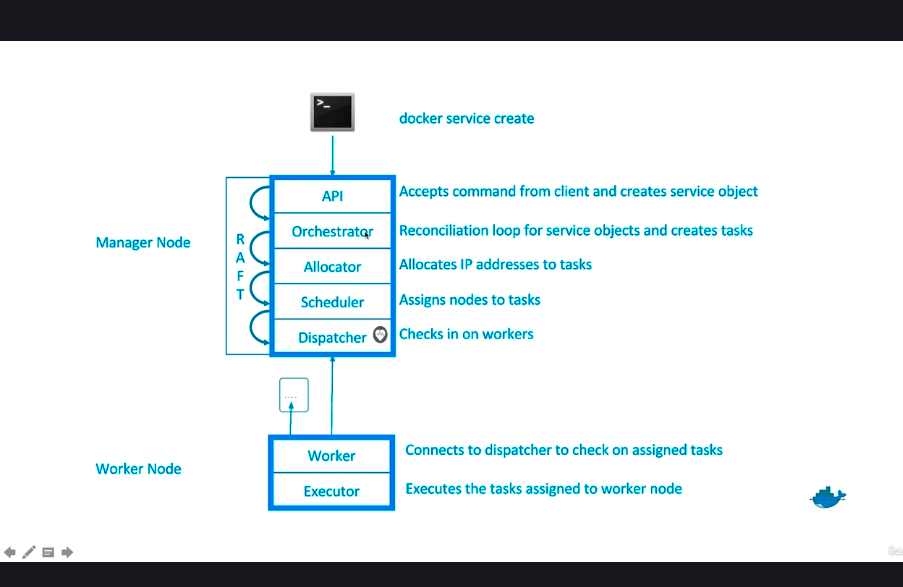 >_
docker service create
API
Accepts command from client and creates service object
Orchestrator
Reconciliation loop for service objects and creates tasks
Manager Node
RAFT
Allocator
Allocates IP addresses to tasks
Scheduler
Assigns nodes to tasks
Dispatcher
Checks in on workers
....
Worker
Connects to dispatcher to check on assigned tasks
Worker Node
Executor
Executes the tasks assigned to worker node